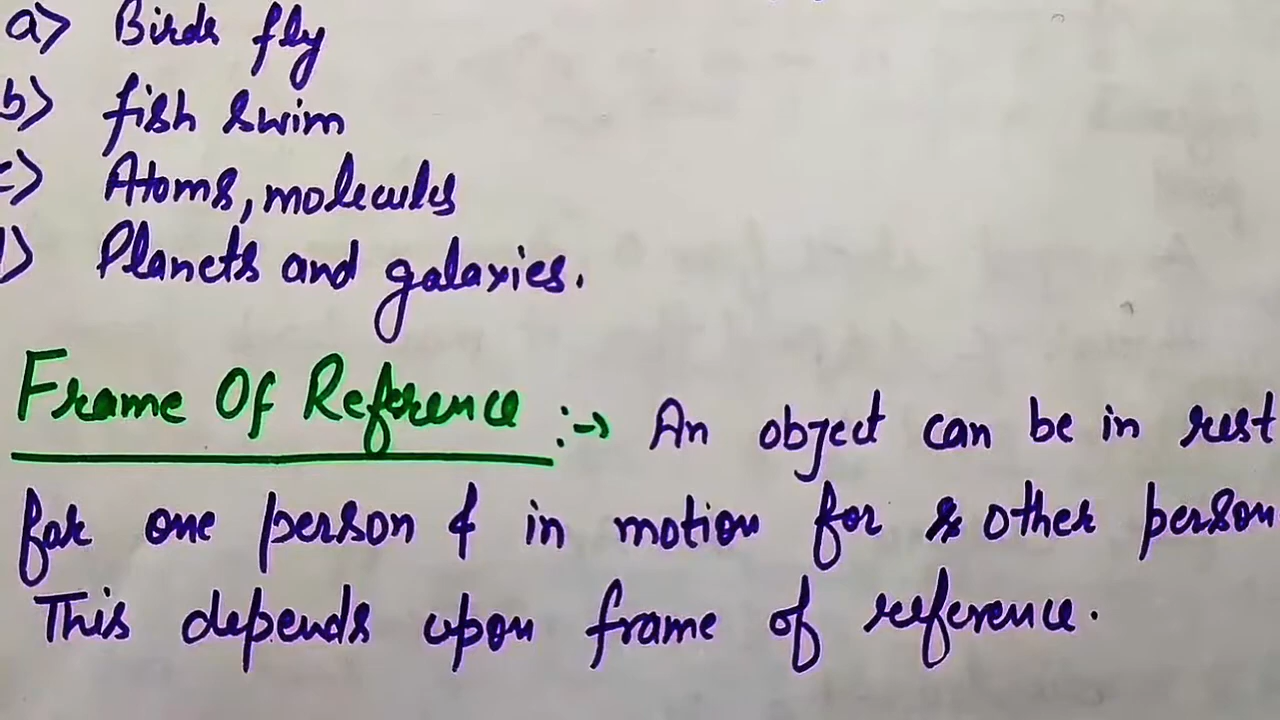 a) Birds fly
b) fish swim
c) Atoms, molecules
d) Planets and galaxies.
Frame Of Reference :-> An object can be in rest
for one person & in motion for other person
This depends upon frame of reference.